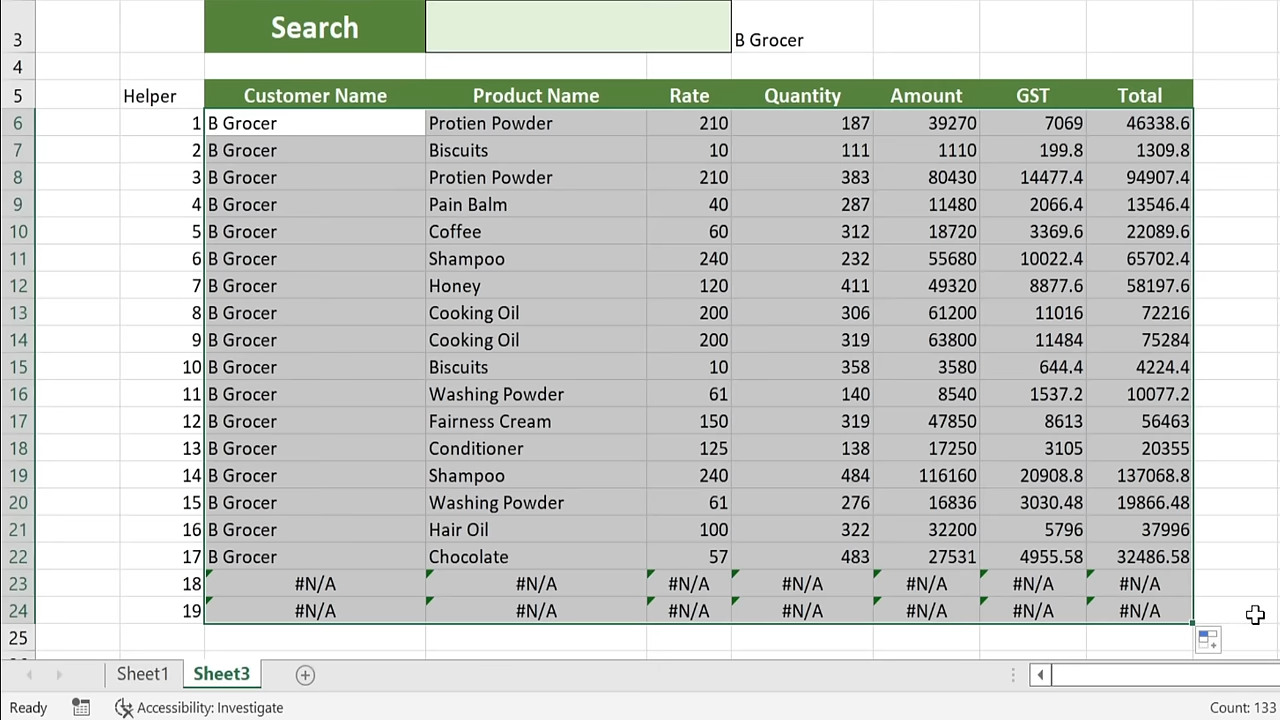 3 Search B Grocer
4
5 Helper Customer Name Product Name Rate Quantity Amount GST Total
6 1 B Grocer Protien Powder 210 187 39270 7069 46338.6
7 2 B Grocer Biscuits 10 111 1110 199.8 1309.8
8 3 B Grocer Protien Powder 210 383 80430 14477.4 94907.4
9 4 B Grocer Pain Balm 40 287 11480 2066.4 13546.4
10 5 B Grocer Coffee 60 312 18720 3369.6 22089.6
11 6 B Grocer Shampoo 240 232 55680 10022.4 65702.4
12 7 B Grocer Honey 120 411 49320 8877.6 58197.6
13 8 B Grocer Cooking Oil 200 306 61200 11016 72216
14 9 B Grocer Cooking Oil 200 319 63800 11484 75284
15 10 B Grocer Biscuits 10 358 3580 644.4 4224.4
16 11 B Grocer Washing Powder 61 140 8540 1537.2 10077.2
17 12 B Grocer Fairness Cream 150 319 47850 8613 56463
18 13 B Grocer Conditioner 125 138 17250 3105 20355
19 14 B Grocer Shampoo 240 484 116160 20908.8 137068.8
20 15 B Grocer Washing Powder 61 276 16836 3030.48 19866.48
21 16 B Grocer Hair Oil 100 322 32200 5796 37996
22 17 B Grocer Chocolate 57 483 27531 4955.58 32486.58
23 18 #N/A #N/A #N/A #N/A #N/A #N/A #N/A
24 19 #N/A #N/A #N/A #N/A #N/A #N/A #N/A
25
Sheet1 Sheet3
Ready Accessibility: Investigate Count: 133